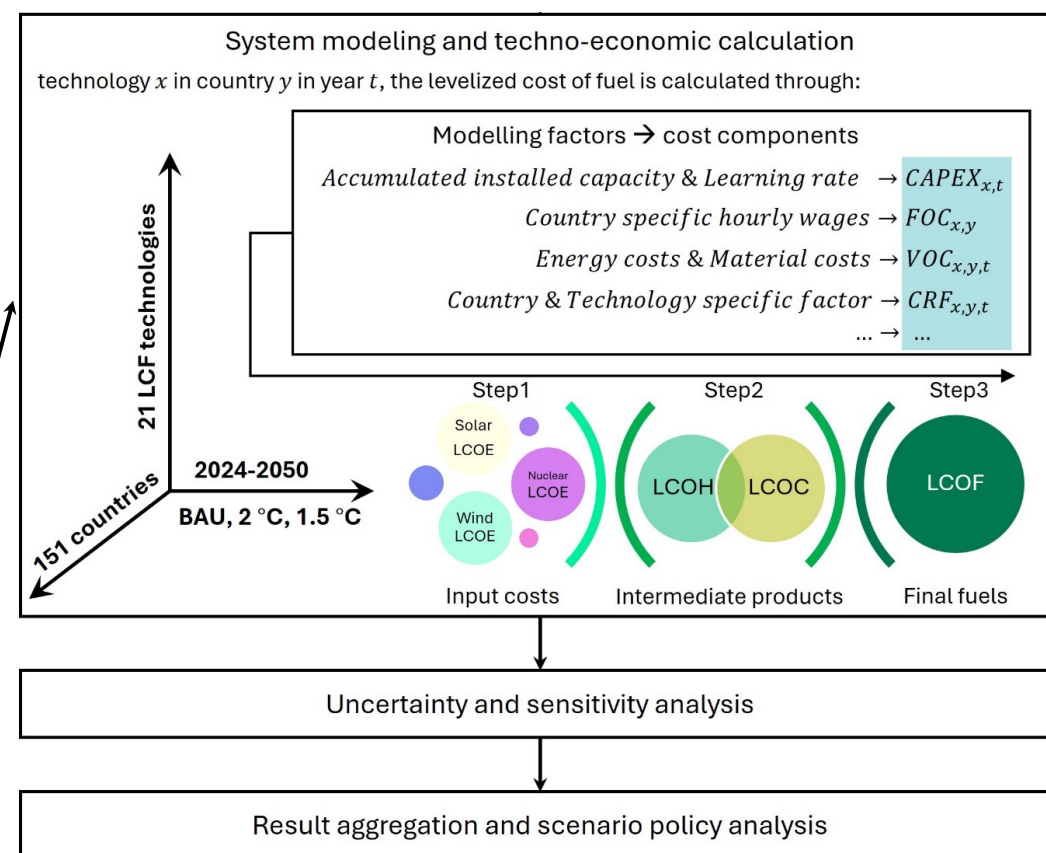 System modeling and techno-economic calculation
technology x in country y in year t, the levelized cost of fuel is calculated through:
Modelling factors → cost components
Accumulated installed capacity & Learning rate → CAPEX_{x,t}
Country specific hourly wages → FOC_{x,y}
Energy costs & Material costs → VOC_{x,y,t}
Country & Technology specific factor → CRF_{x,y,t}
... → ...
21 LCF technologies
2024-2050
BAU, 2 °C, 1.5 °C
151 countries
Step1
Step2
Step3
Solar
LCOE
Nuclear
LCOE
Wind
LCOE
LCOH
LCOC
LCOF
Input costs
Intermediate products
Final fuels
Uncertainty and sensitivity analysis
Result aggregation and scenario policy analysis